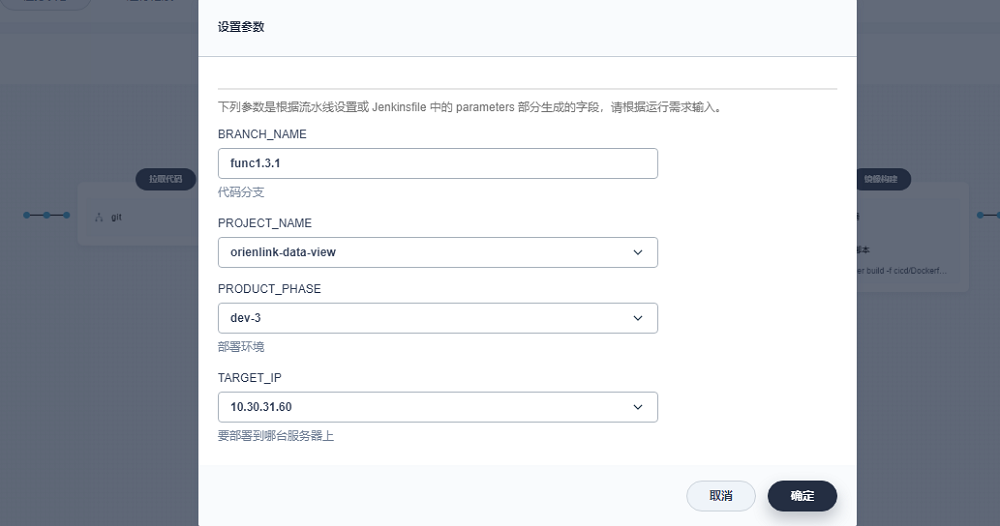 设置参数
下列参数是根据流水线设置或 Jenkinsfile 中的 parameters 部分生成的字段，请根据运行需求输入。
BRANCH_NAME
func1.3.1
代码分支
PROJECT_NAME
orienlink-data-view
PRODUCT_PHASE
dev-3
部署环境
TARGET_IP
10.30.31.60
要部署到哪台服务器上
取消
确定
拉取代码
git
镜像构建
er build -f cicd/Dockerf...